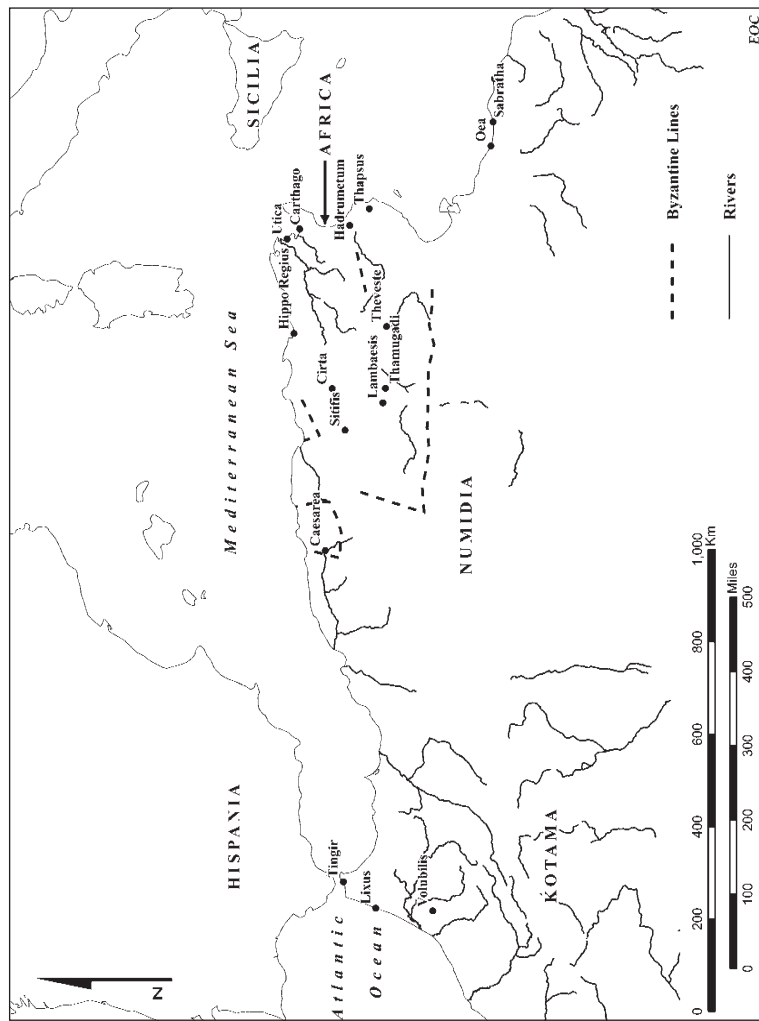 N
Atlantic
Ocean
HISPANIA
Mediterranean Sea
SICILIA
AFRICA
Tingir
Lixus
Volubilis
Caesarea
Sitifis
Cirta
Hippo Regius
Utica
Carthago
Hadrumetum
Thapsus
Theveste
Lambaesis
Thamugadi
Oea
Sabratha
NUMIDIA
KOTAMA
0 200 400 600 800 1,000 Km
0 100 200 300 400 500 Miles
Byzantine Lines
Rivers
EOC